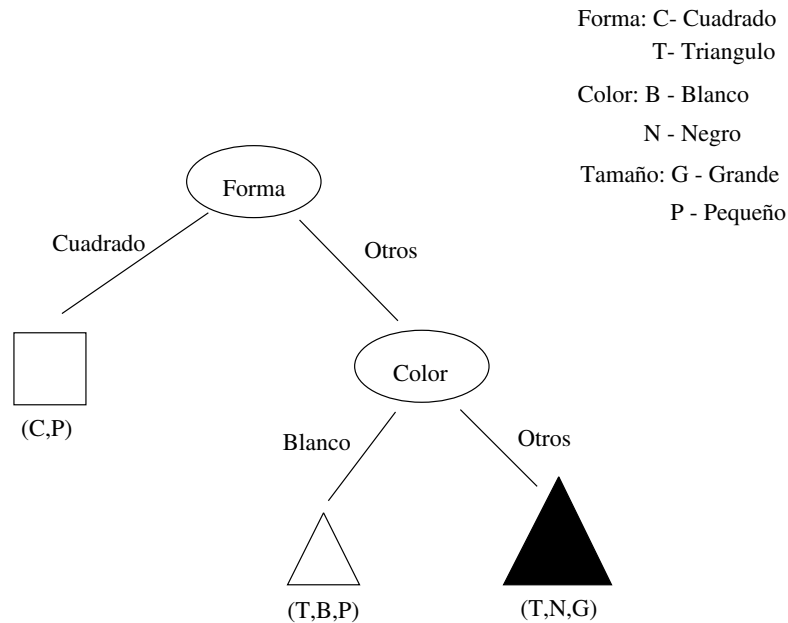 Forma: C- Cuadrado
T- Triangulo
Color: B - Blanco
N - Negro
Tamaño: G - Grande
P - Pequeño
Forma
Cuadrado
Otros
Color
(C,P)
Blanco
Otros
(T,B,P)
(T,N,G)